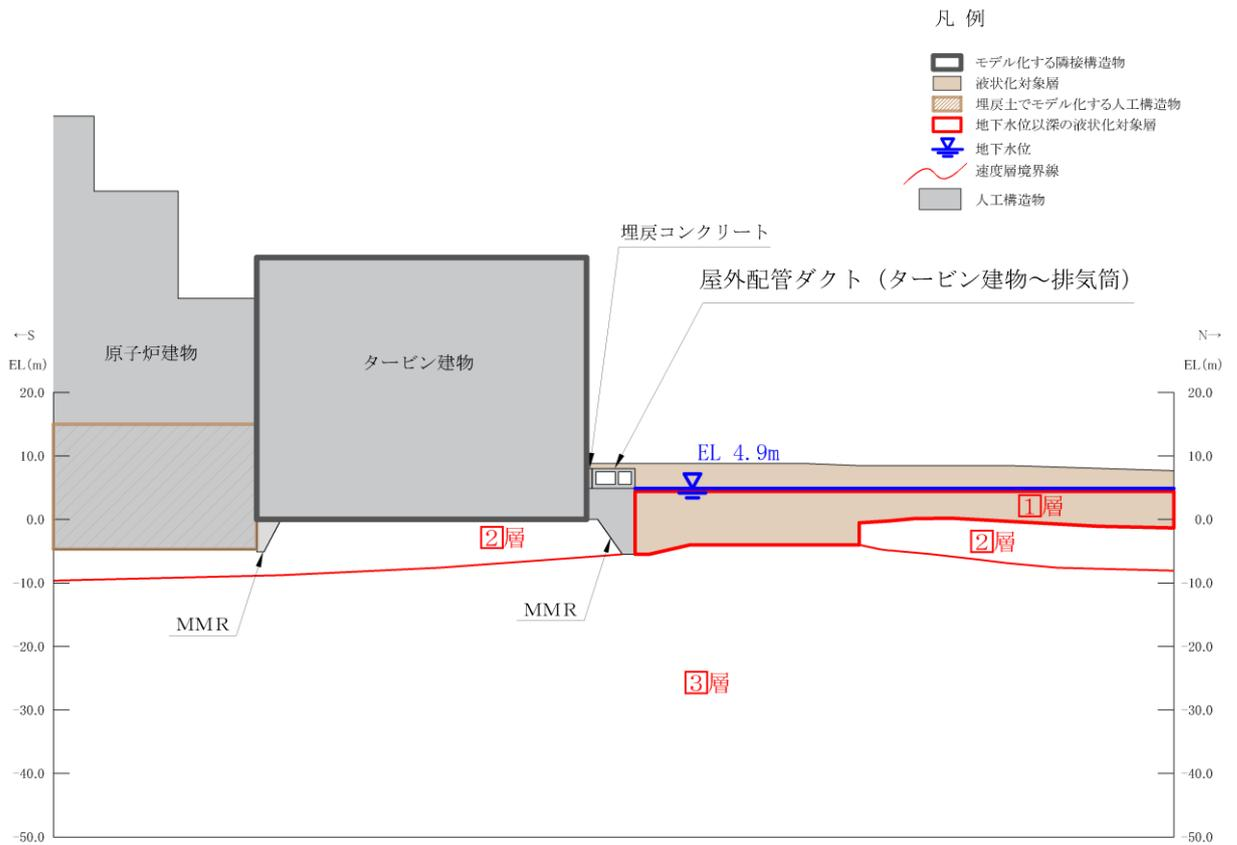 凡 例
モデル化する隣接構造物
液状化対象層
埋戻土でモデル化する人工構造物
地下水位以深の液状化対象層
地下水位
速度層境界線
人工構造物
埋戻コンクリート
屋外配管ダクト（タービン建物～排気筒）
←S
N→
EL(m)
EL(m)
原子炉建物
タービン建物
20.0
20.0
10.0
10.0
EL 4.9m
0.0
0.0
①層
②層
②層
-10.0
-10.0
MMR
MMR
-20.0
-20.0
③層
-30.0
-30.0
-40.0
-40.0
-50.0
-50.0